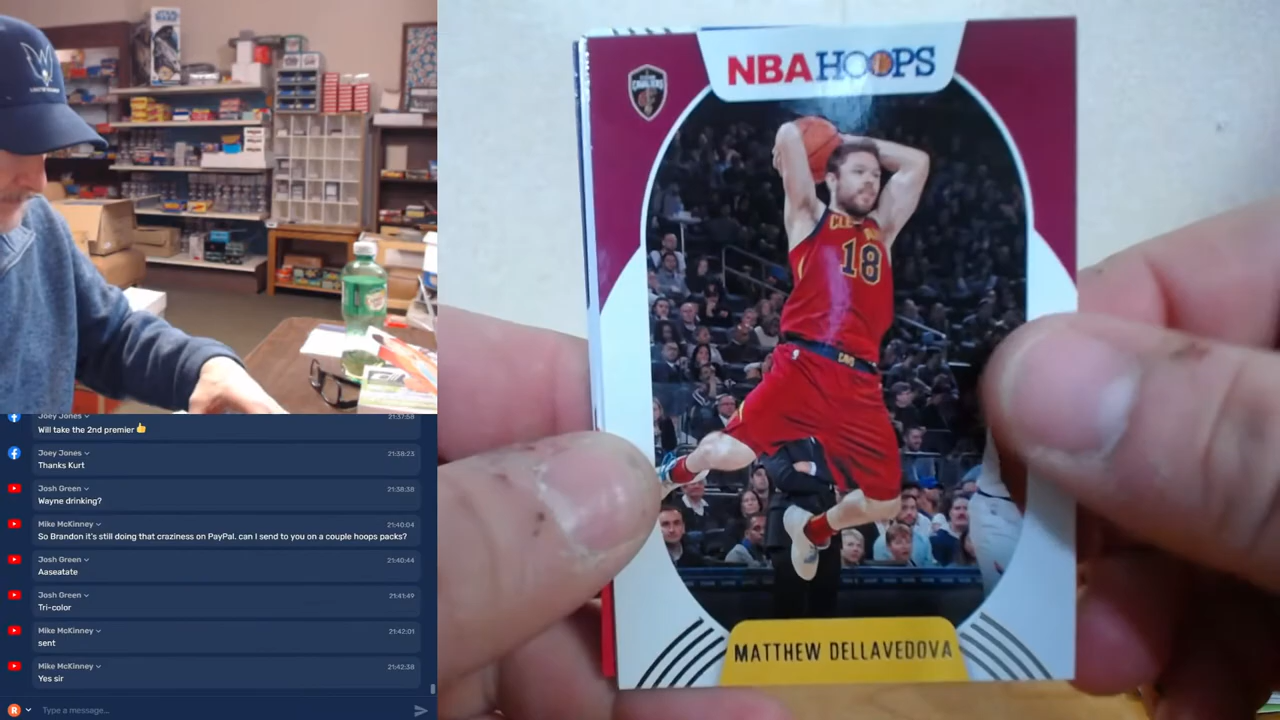 NBA HOOPS
CAVALIERS
18
CAVS
MATTHEW DELLAVEDOVA
Joey Jones
21:37:58
Will take the 2nd premier 👍
Joey Jones
21:38:23
Thanks Kurt
Josh Green
21:38:38
Wayne drinking?
Mike McKinney
21:40:04
So Brandon it's still doing that craziness on PayPal. can I send to you on a couple hoops packs?
Josh Green
21:40:44
Aaseatate
Josh Green
21:41:49
Tri-color
Mike McKinney
21:42:01
sent
Mike McKinney
21:42:38
Yes sir
R
Type a message...